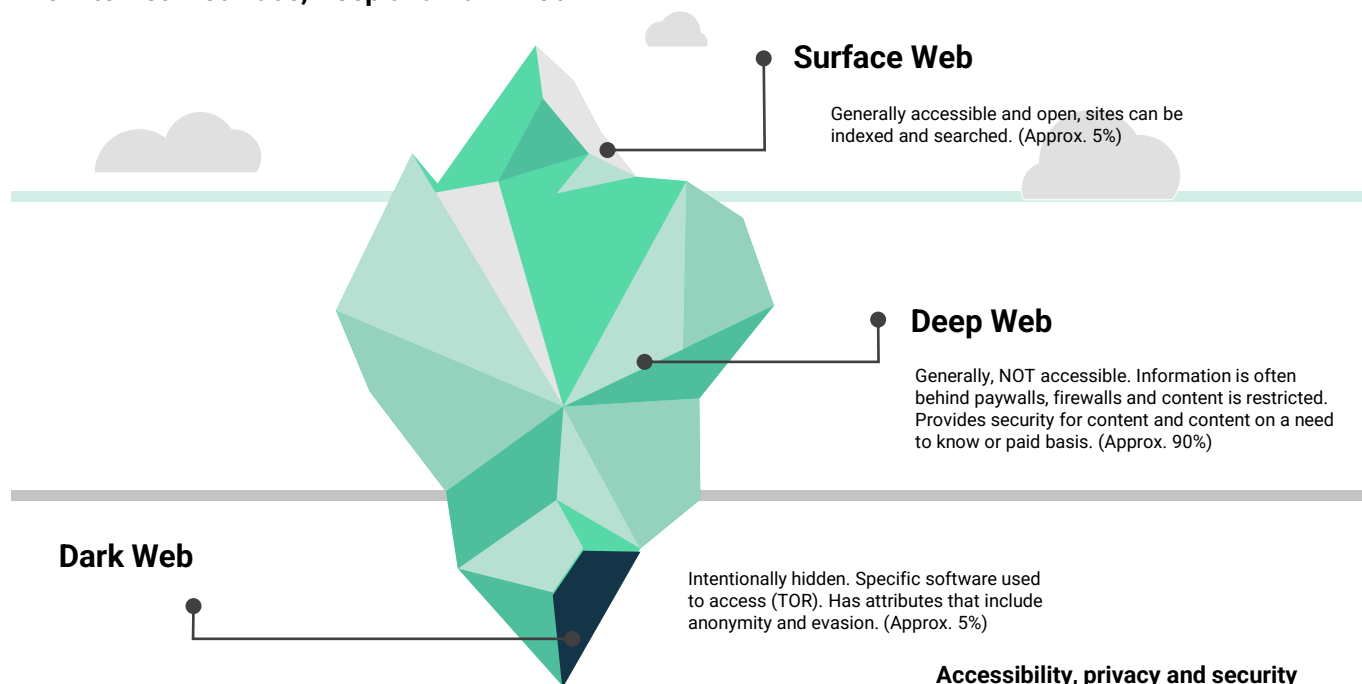 Surface Web
Generally accessible and open, sites can be
indexed and searched. (Approx. 5%)
Deep Web
Generally, NOT accessible. Information is often
behind paywalls, firewalls and content is restricted.
Provides security for content and content on a need
to know or paid basis. (Approx. 90%)
Dark Web
Intentionally hidden. Specific software used
to access (TOR). Has attributes that include
anonymity and evasion. (Approx. 5%)
Accessibility, privacy and security